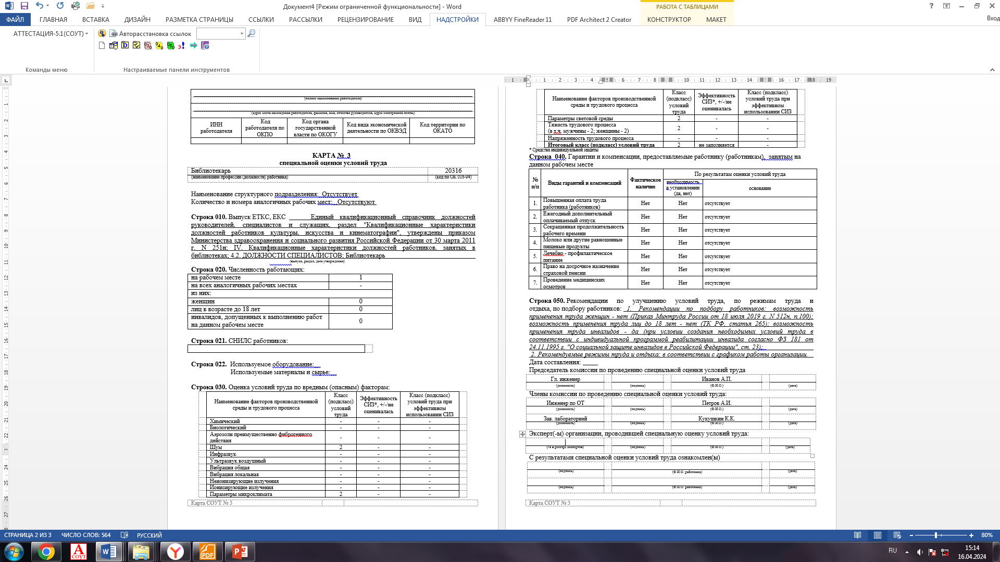 Документ4 [Режим ограниченной функциональности] - Word
РАБОТА С ТАБЛИЦАМИ
ФАЙЛ ГЛАВНАЯ ВСТАВКА ДИЗАЙН РАЗМЕТКА СТРАНИЦЫ ССЫЛКИ РАССЫЛКИ РЕЦЕНЗИРОВАНИЕ ВИД НАДСТРОЙКИ ABBYY FineReader 11 PDF Architect 2 Creator КОНСТРУКТОР МАКЕТ Вход
АТТЕСТАЦИЯ-5.1(СОУТ)
Авторасстановка ссылок
Команды меню
Настраиваемые панели инструментов
(полное наименование работодателя)
(адрес места нахождения работодателя, фамилия, имя, отчество руководителя, адрес электронной почты)
ИНН работодателя
Код работодателя по ОКПО
Код органа государственной власти по ОКОГУ
Код вида экономической деятельности по ОКВЭД
Код территории по ОКАТО
КАРТА № 3
специальной оценки условий труда
Библиотекарь 20316
(наименование профессии (должности) работника) (код по ОК 016-94)
Наименование структурного подразделения: Отсутствует
Количество и номера аналогичных рабочих мест: Отсутствуют
Строка 010. Выпуск ЕТКС, ЕКС Единый квалификационный справочник должностей
руководителей, специалистов и служащих, раздел "Квалификационные характеристики
должностей работников культуры, искусства и кинематографии", утверждены приказом
Министерства здравоохранения и социального развития Российской Федерации от 30 марта 2011
г. N 251н; IV. Квалификационные характеристики должностей работников, занятых в
библиотеках; 4.2. ДОЛЖНОСТИ СПЕЦИАЛИСТОВ; Библиотекарь
(выпуск, раздел, дата утверждения)
Строка 020. Численность работающих:
на рабочем месте 1
на всех аналогичных рабочих местах -
из них:
женщин 0
лиц в возрасте до 18 лет 0
инвалидов, допущенных к выполнению работ
на данном рабочем месте 0
Строка 021. СНИЛС работников:
Строка 022. Используемое оборудование:
Используемые материалы и сырье:
Строка 030. Оценка условий труда по вредным (опасным) факторам:
Наименование факторов производственной среды и трудового процесса
Класс (подкласс) условий труда
Эффективность СИЗ*, +/-/не оценивалась
Класс (подкласс) условий труда при эффективном использовании СИЗ
Химический - - -
Биологический - - -
Аэрозоли преимущественно фиброгенного
действия - - -
Шум 2 - -
Инфразвук - - -
Ультразвук воздушный - - -
Вибрация общая - - -
Вибрация локальная - - -
Неионизирующие излучения - - -
Ионизирующие излучения - - -
Параметры микроклимата 2 - -
Карта СОУТ № 3
Наименование факторов производственной среды и трудового процесса
Класс (подкласс) условий труда
Эффективность СИЗ*, +/-/не оценивалась
Класс (подкласс) условий труда при эффективном использовании СИЗ
Параметры световой среды 2 - -
Тяжесть трудового процесса
(в т.ч. мужчины - 2; женщины - 2) 2 - -
Напряженность трудового процесса - - -
Итоговый класс (подкласс) условий труда 2 не заполняется -
* Средства индивидуальной защиты
Строка 040. Гарантии и компенсации, предоставляемые работнику (работникам), занятым на
данном рабочем месте
№ п/п
Виды гарантий и компенсаций
Фактическое наличие
По результатам оценки условий труда
необходимость в установлении (да, нет)
основание
1. Повышенная оплата труда работника (работников) Нет Нет отсутствует
2. Ежегодный дополнительный оплачиваемый отпуск Нет Нет отсутствует
3. Сокращенная продолжительность рабочего времени Нет Нет отсутствует
4. Молоко или другие равноценные пищевые продукты Нет Нет отсутствует
5. Лечебно - профилактическое питание Нет Нет отсутствует
6. Право на досрочное назначение страховой пенсии Нет Нет отсутствует
7. Проведение медицинских осмотров Нет Нет отсутствует
Строка 050. Рекомендации по улучшению условий труда, по режимам труда и
отдыха, по подбору работников: 1. Рекомендации по подбору работников: возможность
применения труда женщин - нет (Приказ Минтруда России от 18 июля 2019 г. N 512н, п.100);
возможность применения труда лиц до 18 лет - нет (ТК РФ, статья 265); возможность
применения труда инвалидов - да (при условии создания необходимых условий труда в
соответствии с индивидуальной программой реабилитации инвалида согласно ФЗ 181 от
24.11.1995 г. "О социальной защите инвалидов в Российской Федерации", ст. 23);
2. Рекомендуемые режимы труда и отдыха: в соответствии с графиком работы организации.
Дата составления:
Председатель комиссии по проведению специальной оценки условий труда
Гл. инженер Иванов А.П.
(должность) (подпись) (Ф.И.О.) (дата)
Члены комиссии по проведению специальной оценки условий труда:
Инженер по ОТ Петров А.И.
(должность) (подпись) (Ф.И.О.) (дата)
Зав. лабораторией Кукушкин К.К.
(должность) (подпись) (Ф.И.О.) (дата)
Эксперт(-ы) организации, проводившей специальную оценку условий труда:
(№ в реестре экспертов) (подпись) (Ф.И.О.) (дата)
С результатами специальной оценки условий труда ознакомлен(ы)
(подпись) (Ф.И.О. работника) (дата)
(подпись) (Ф.И.О. работника) (дата)
Карта СОУТ № 3
СТРАНИЦА 2 ИЗ 3 ЧИСЛО СЛОВ: 564 РУССКИЙ 80%
RU
15:14
16.04.2024